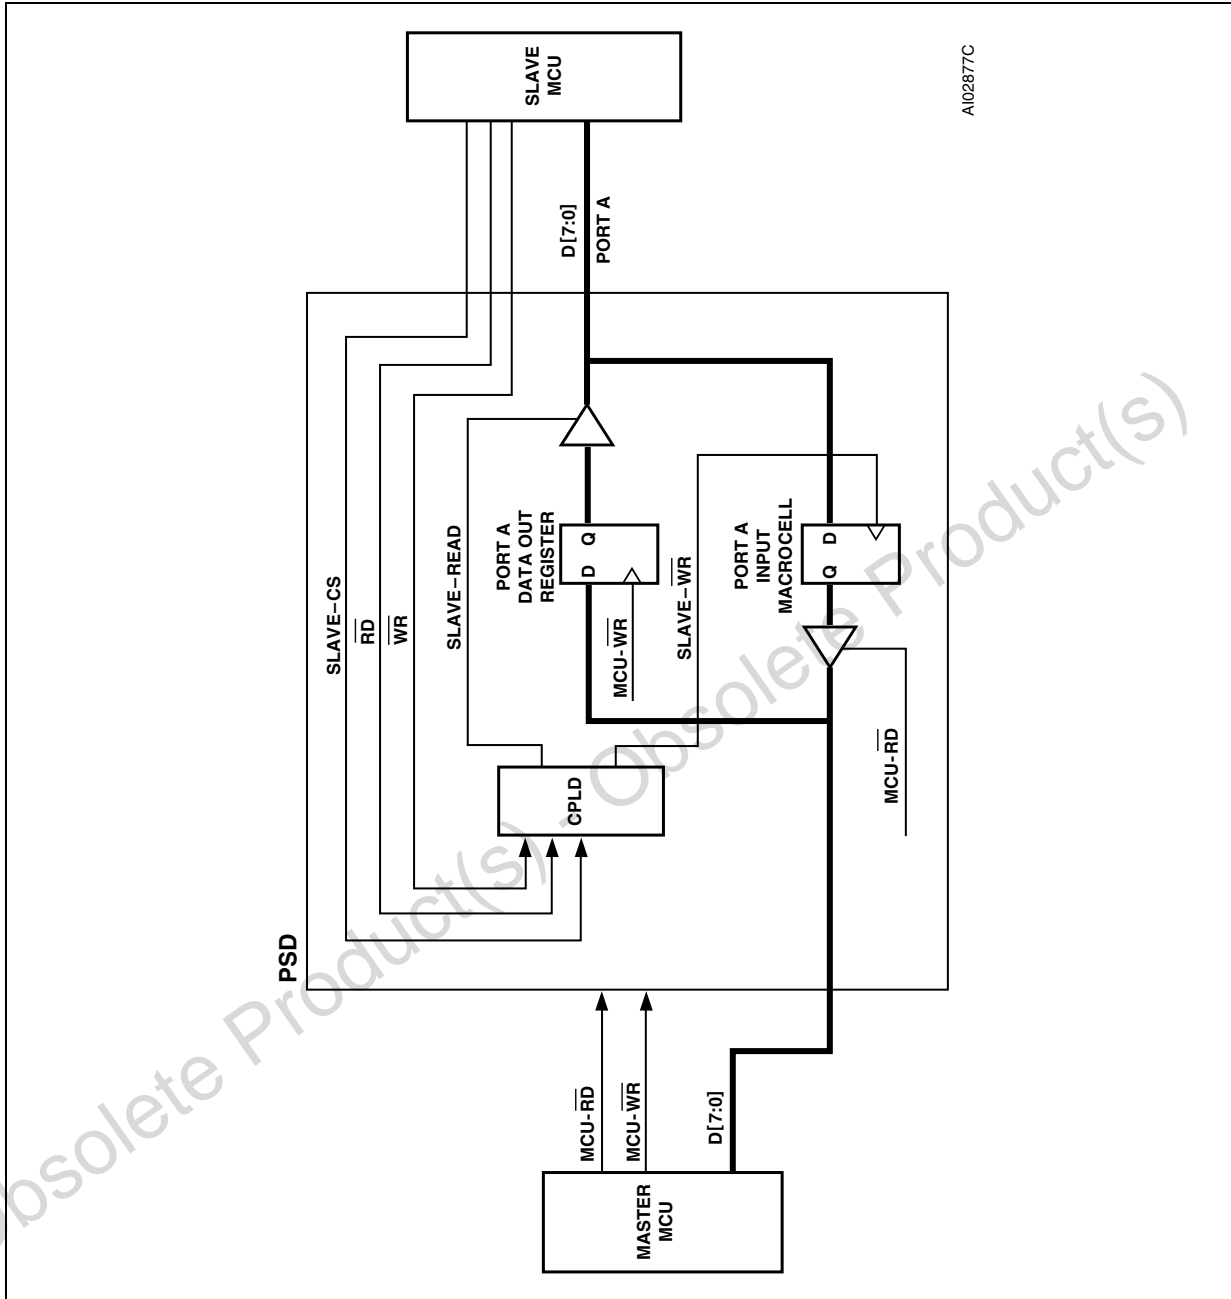 SLAVE
MCU
AI02877C
D[7:0]
PORT A
SLAVE–CS
RD
WR
SLAVE–READ
PORT A
DATA OUT
REGISTER
D Q
MCU-WR
SLAVE–WR
PORT A
INPUT
MACROCELL
Q D
MCU-RD
CPLD
PSD
MCU-RD
MCU-WR
D[7:0]
MASTER
MCU
Obsolete Product(s) - Obsolete Product(s)